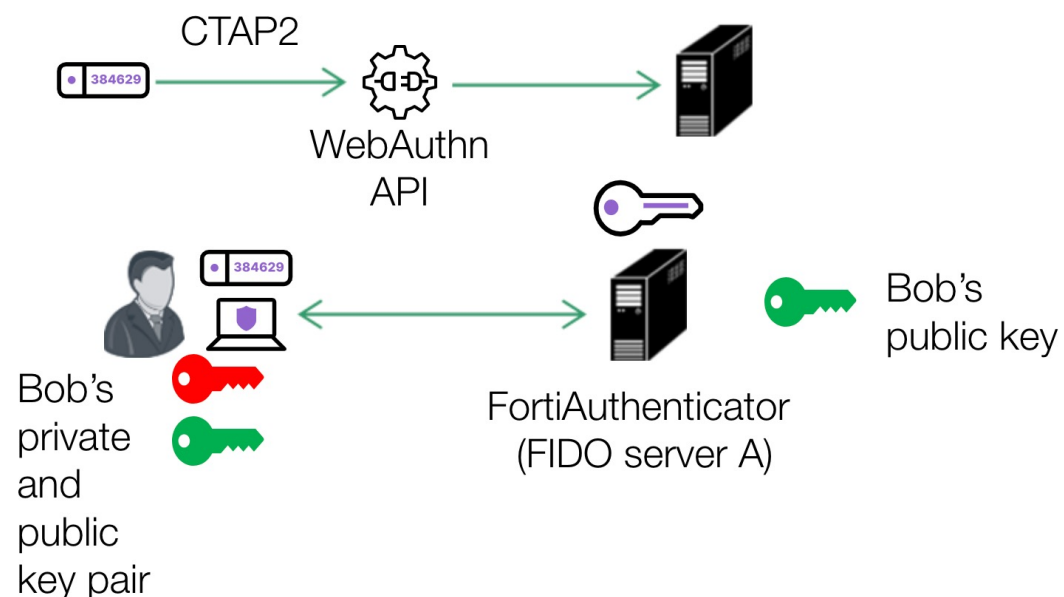 CTAP2
384629
WebAuthn
API
384629
Bob's
public key
Bob's
private
and
public
key pair
FortiAuthenticator
(FIDO server A)